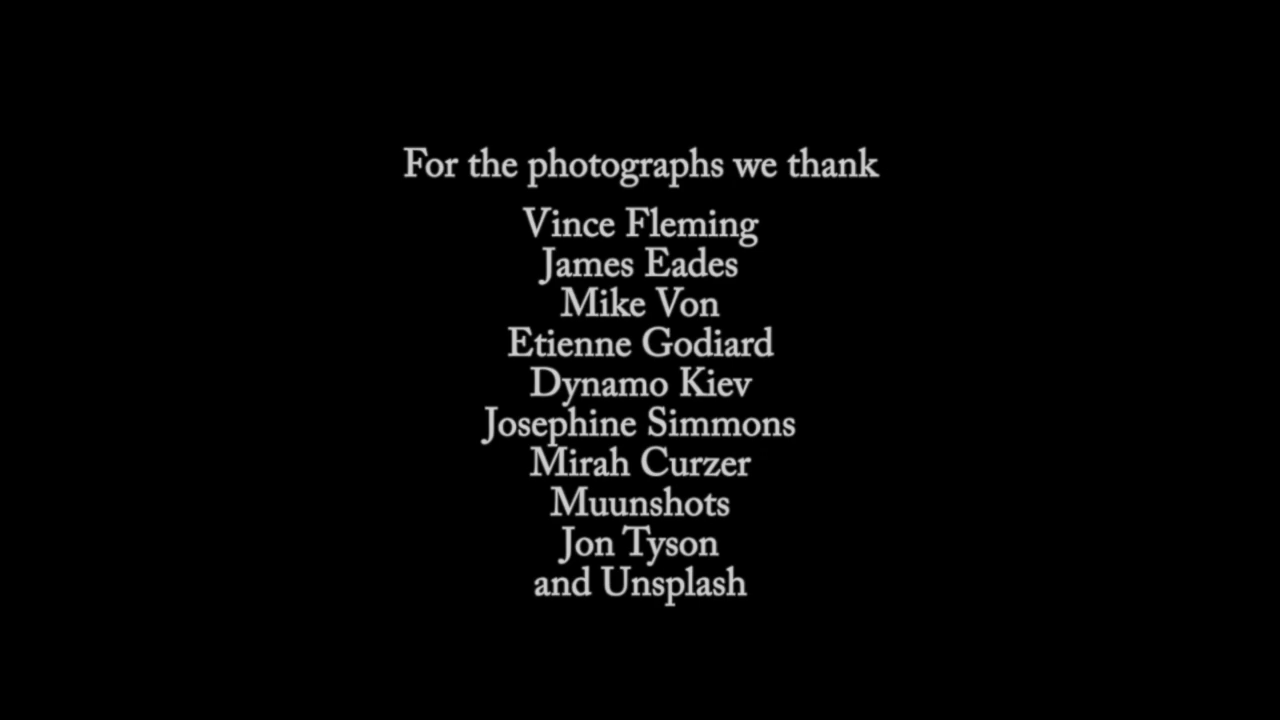 For the photographs we thank
Vince Fleming
James Eades
Mike Von
Etienne Godiard
Dynamo Kiev
Josephine Simmons
Mirah Curzer
Muunshots
Jon Tyson
and Unsplash